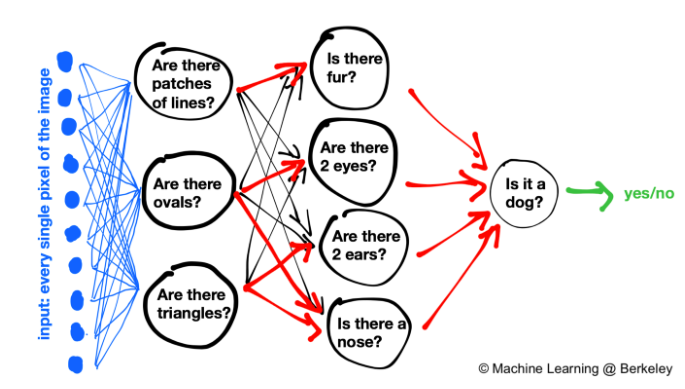 input: every single pixel of the image
Are there
patches
of lines?
Are there
ovals?
Are there
triangles?
Is there
fur?
Are there
2 eyes?
Are there
2 ears?
Is there a
nose?
Is it a
dog?
yes/no
© Machine Learning @ Berkeley